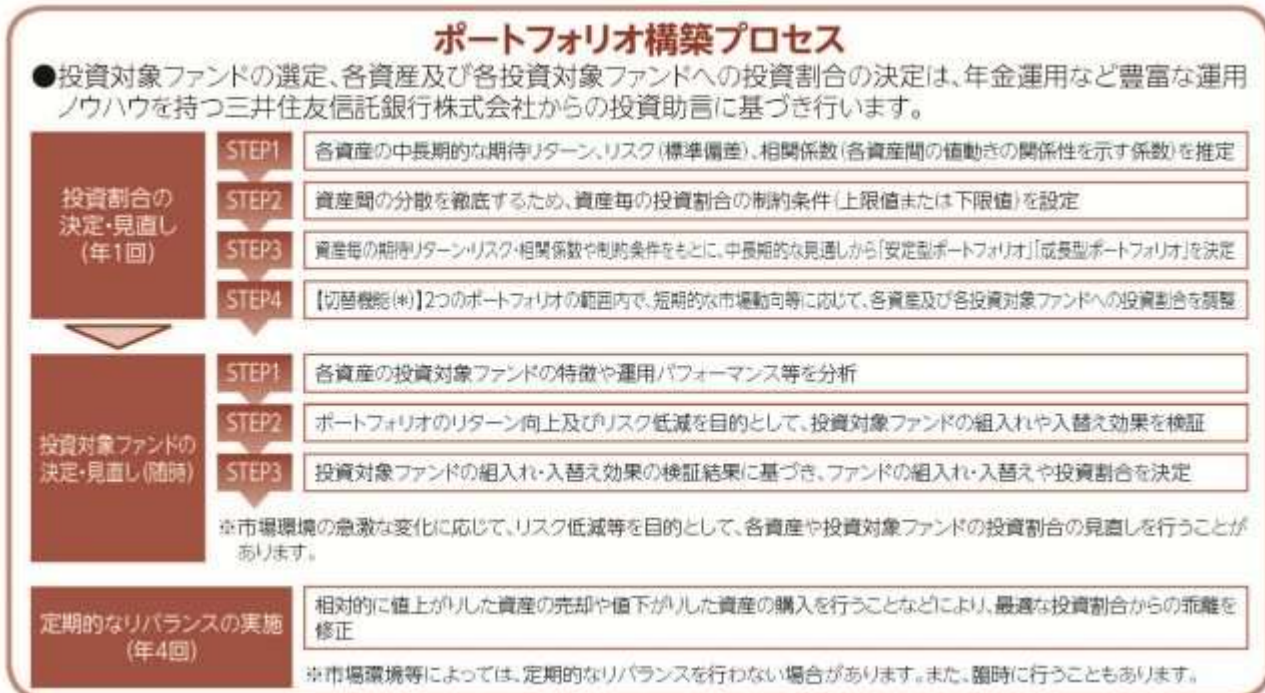 ポートフォリオ構築プロセス
●投資対象ファンドの選定、各資産及び各投資対象ファンドへの投資割合の決定は、年金運用など豊富な運用
ノウハウを持つ三井住友信託銀行株式会社からの投資助言に基づき行います。
投資割合の
決定・見直し
(年1回)
STEP1
各資産の中長期的な期待リターン、リスク(標準偏差)、相関係数(各資産間の値動きの関係性を示す係数)を推定
STEP2
資産間の分散を徹底するため、資産毎の投資割合の制約条件(上限値または下限値)を設定
STEP3
資産毎の期待リターン・リスク・相関係数や制約条件をもとに、中長期的な見通しから「安定型ポートフォリオ」「成長型ポートフォリオ」を決定
STEP4
【切替機能(*)】2つのポートフォリオの範囲内で、短期的な市場動向等に応じて、各資産及び各投資対象ファンドへの投資割合を調整
投資対象ファンドの
決定・見直し(随時)
STEP1
各資産の投資対象ファンドの特徴や運用パフォーマンス等を分析
STEP2
ポートフォリオのリターン向上及びリスク低減を目的として、投資対象ファンドの組入れや入替え効果を検証
STEP3
投資対象ファンドの組入れ・入替え効果の検証結果に基づき、ファンドの組入れ・入替えや投資割合を決定
※市場環境の急激な変化に応じて、リスク低減等を目的として、各資産や投資対象ファンドの投資割合の見直しを行うことが
あります。
定期的なリバランスの実施
(年4回)
相対的に値上がりした資産の売却や値下がりした資産の購入を行うことなどにより、最適な投資割合からの乖離を
修正
※市場環境等によっては、定期的なリバランスを行わない場合があります。また、臨時に行うこともあります。